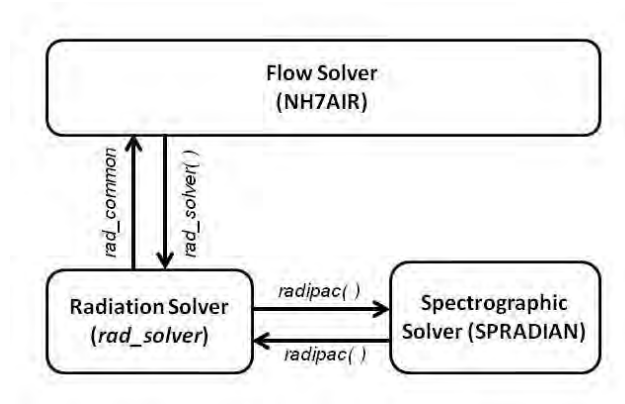 Flow Solver
(NH7AIR)
rad_common
rad_solver( )
Radiation Solver
(rad_solver)
radipac( )
radipac( )
Spectrographic
Solver (SPRADIAN)